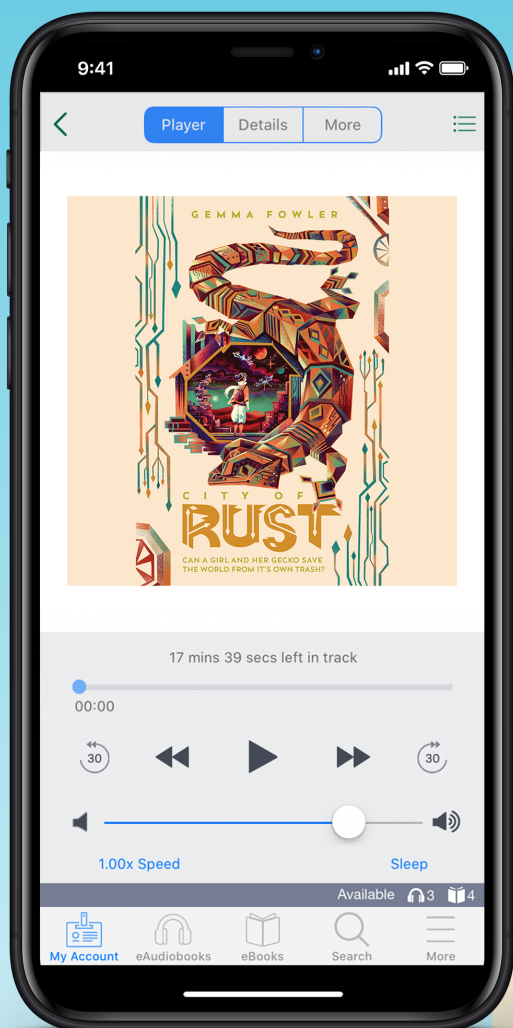 9:41
Player Details More
GEMMA FOWLER
CITY OF
RUST
CAN A GIRL AND HER GECKO SAVE
THE WORLD FROM IT'S OWN TRASH?
17 mins 39 secs left in track
00:00
30 30
1.00x Speed Sleep
Available 3 4
My Account eAudiobooks eBooks Search More